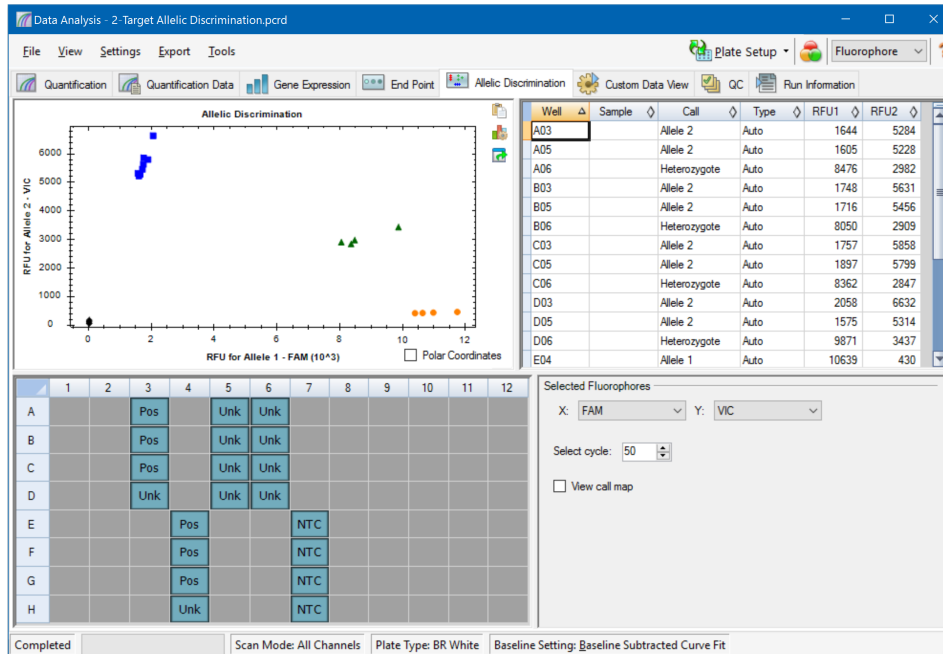 Data Analysis - 2-Target Allelic Discrimination.pcrd
File View Settings Export Tools Plate Setup Fluorophore
Quantification Quantification Data Gene Expression End Point Allelic Discrimination Custom Data View QC Run Information
Allelic Discrimination
RFU for Allele 2 - VIC
6000
5000
4000
3000
2000
1000
0
0 2 4 6 8 10 12
RFU for Allele 1 - FAM (10^3)
Polar Coordinates
Well Sample Call Type RFU1 RFU2
A03 Allele 2 Auto 1644 5284
A05 Allele 2 Auto 1605 5228
A06 Heterozygote Auto 8476 2982
B03 Allele 2 Auto 1748 5631
B05 Allele 2 Auto 1716 5456
B06 Heterozygote Auto 8050 2909
C03 Allele 2 Auto 1757 5858
C05 Allele 2 Auto 1897 5799
C06 Heterozygote Auto 8362 2847
D03 Allele 2 Auto 2058 6632
D05 Allele 2 Auto 1575 5314
D06 Heterozygote Auto 9871 3437
E04 Allele 1 Auto 10639 430
1 2 3 4 5 6 7 8 9 10 11 12
A Pos Unk Unk
B Pos Unk Unk
C Pos Unk Unk
D Unk Unk Unk
E Pos NTC
F Pos NTC
G Pos NTC
H Unk NTC
Selected Fluorophores
X: FAM Y: VIC
Select cycle: 50
View call map
Completed Scan Mode: All Channels Plate Type: BR White Baseline Setting: Baseline Subtracted Curve Fit